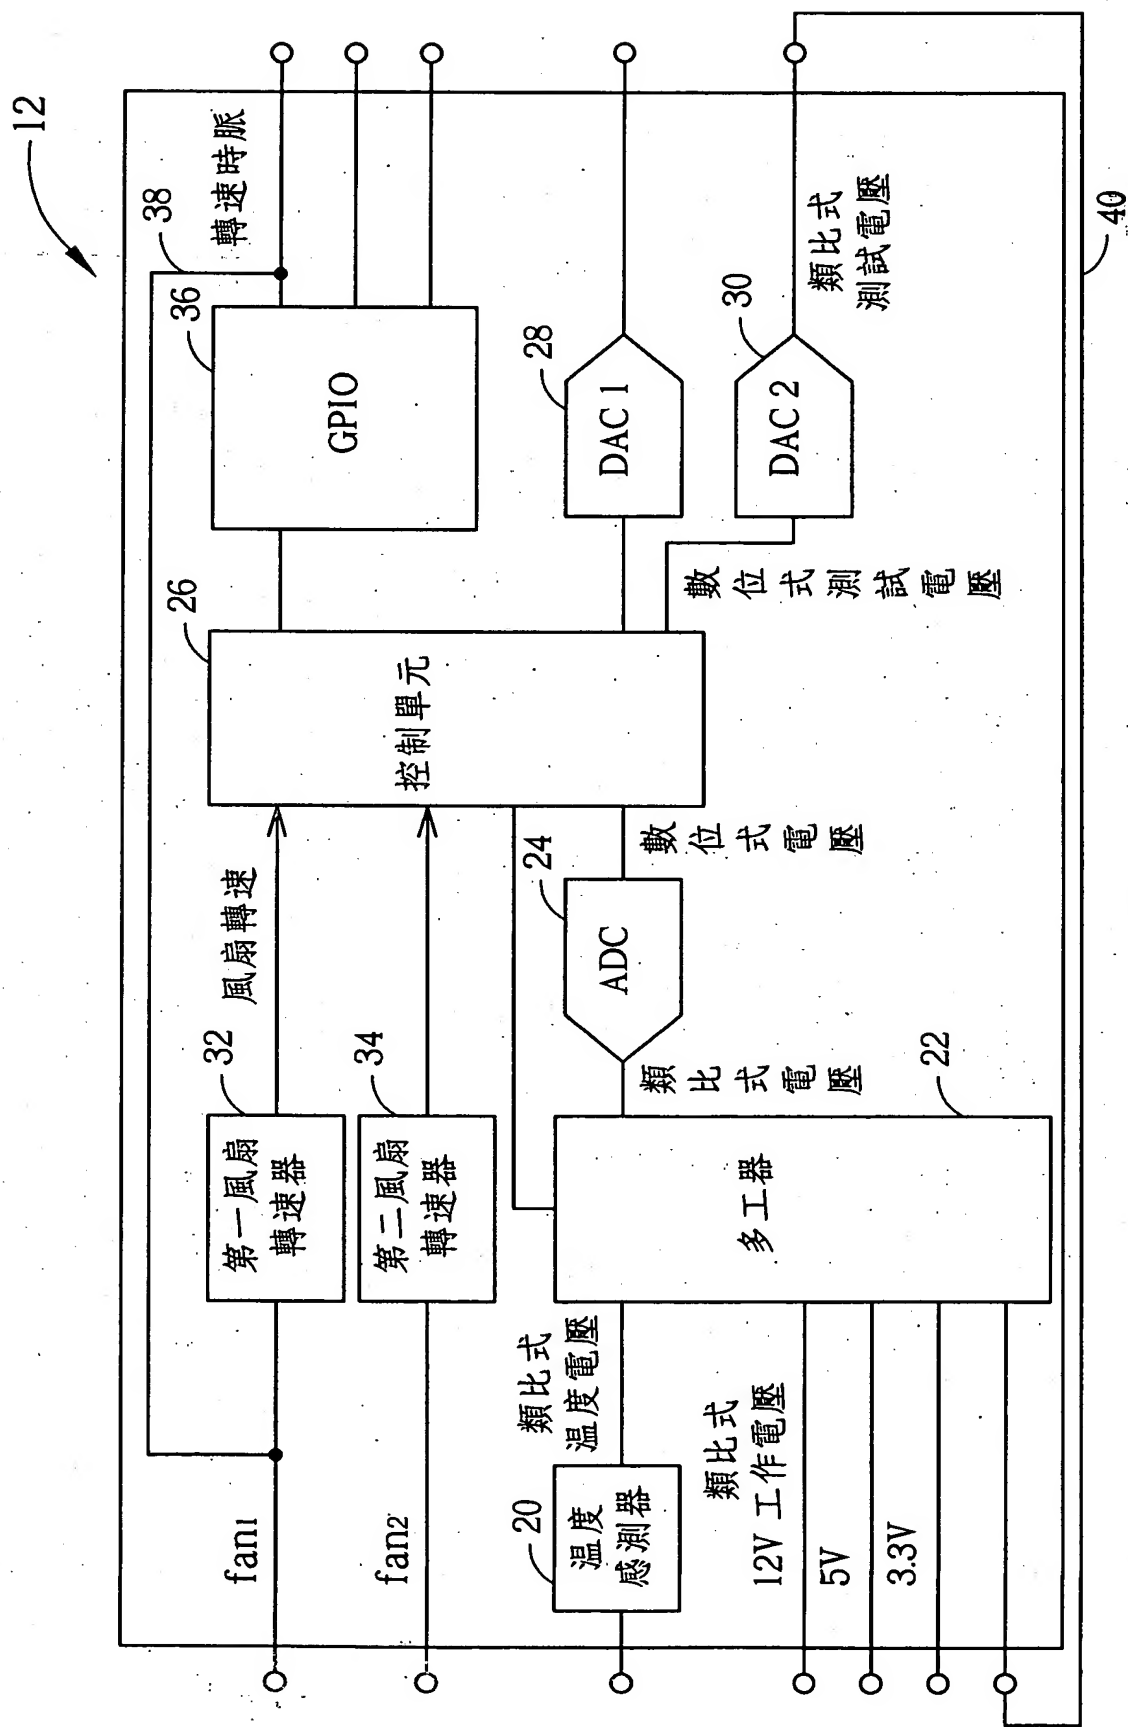 12
fan1
38
轉速時脈
第一風扇
轉速器
32
風扇轉速
26
控制單元
36
GPIO
fan2
第二風扇
轉速器
34
20
溫度
感測器
類比式
溫度電壓
類比式電壓
24
ADC
數位式電壓
28
DAC 1
類比式
12V 工作電壓
5V
3.3V
多工器
22
數位式測試電壓
30
DAC 2
類比式
測試電壓
40